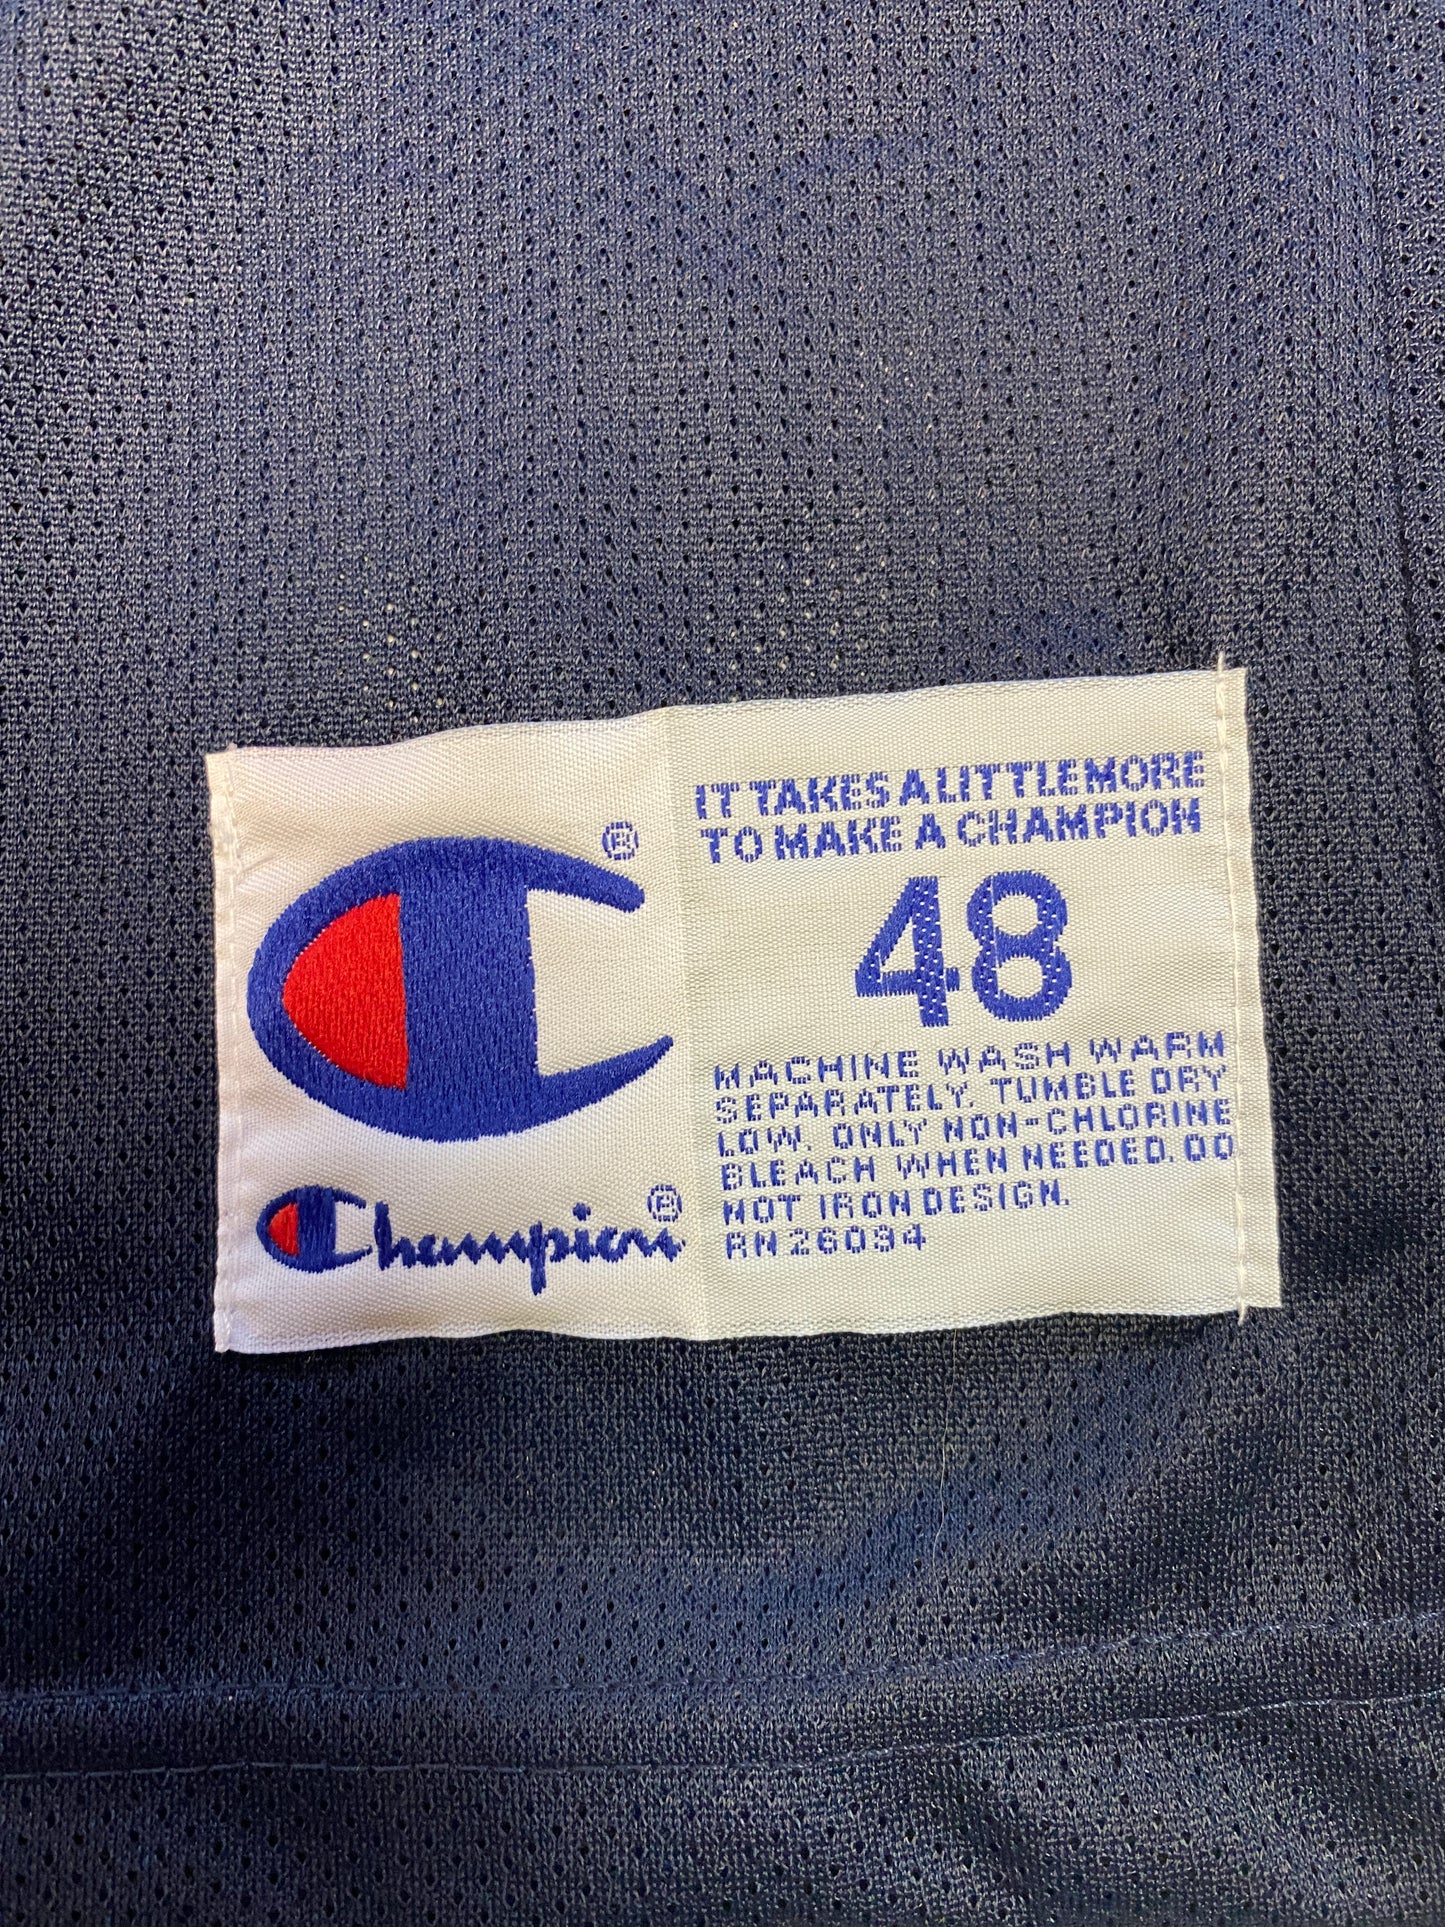 ®
Champion®
IT TAKES A LITTLE MORE
TO MAKE A CHAMPION
48
MACHINE WASH WARM
SEPARATELY. TUMBLE DRY
LOW. ONLY NON-CHLORINE
BLEACH WHEN NEEDED. DO
NOT IRON DESIGN.
RN 26094